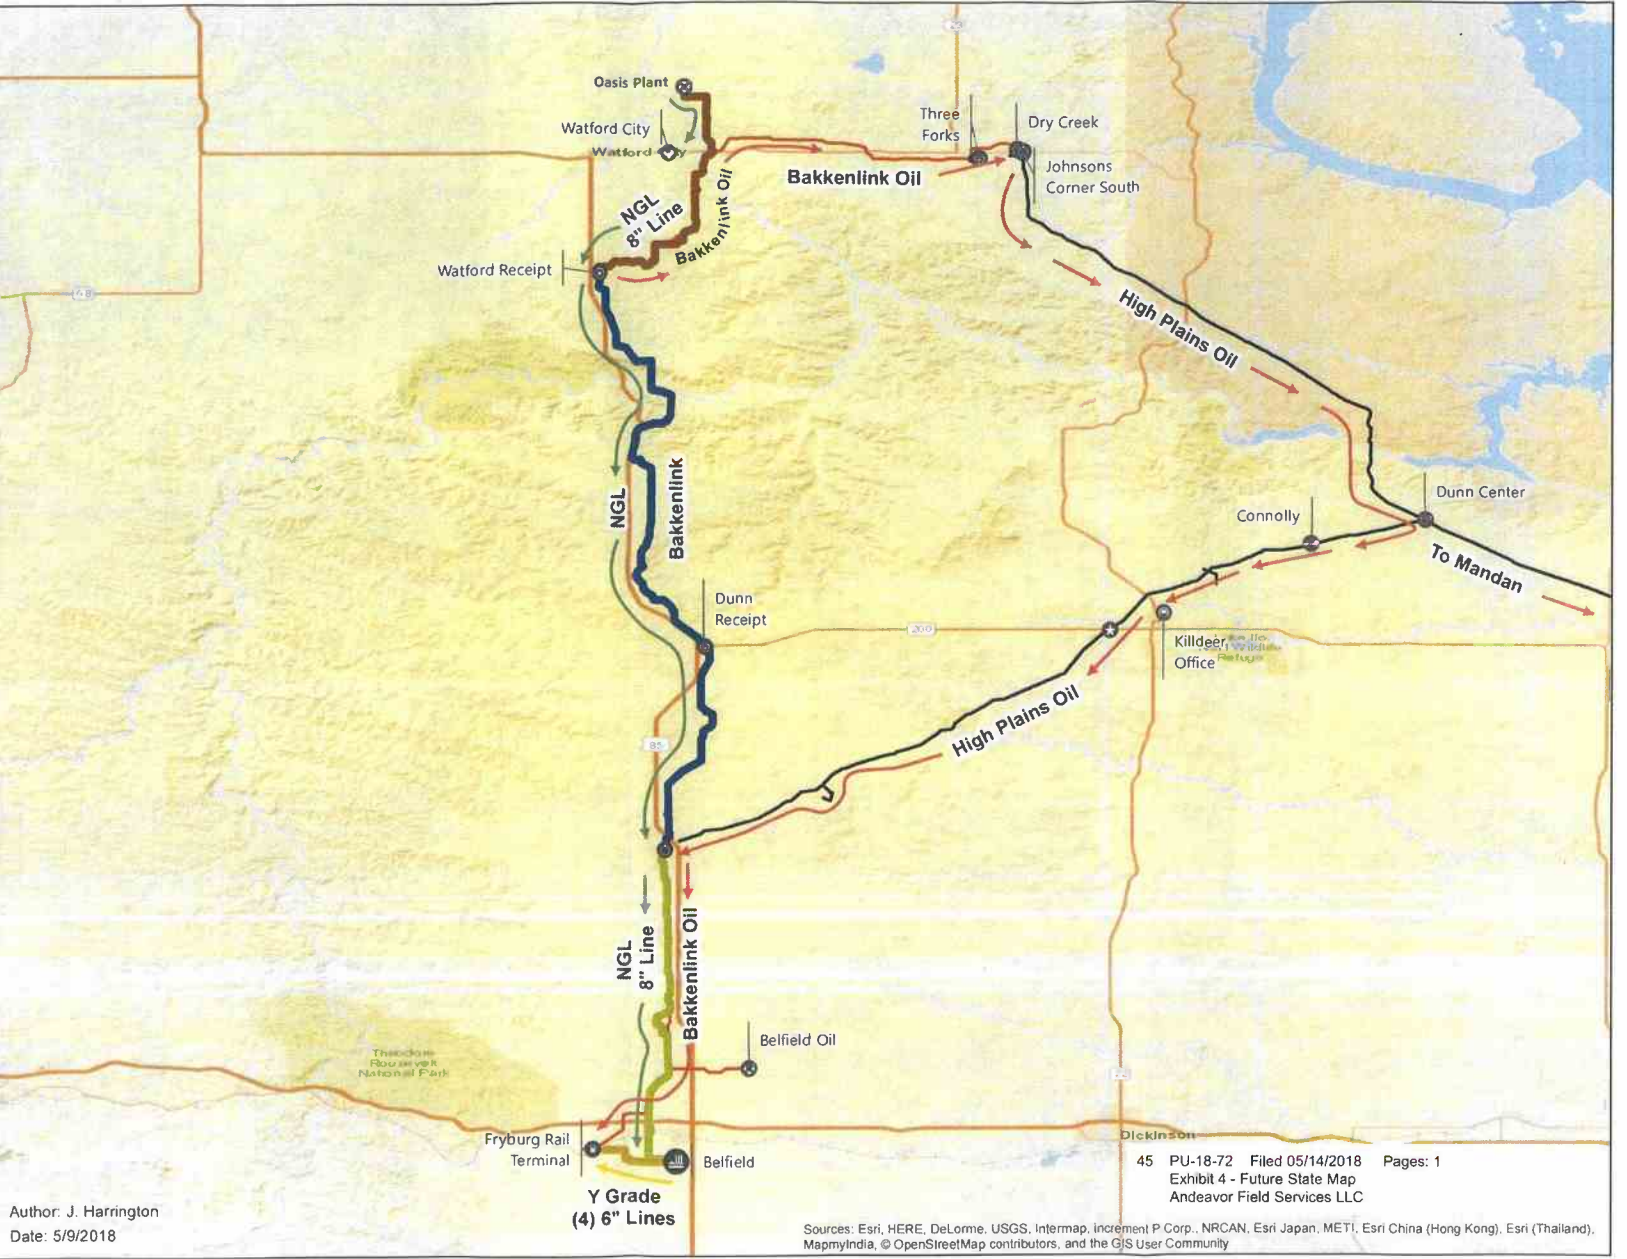 Oasis Plant
Watford City
Watford
Three
Forks
Dry Creek
Johnsons
Corner South
Bakkenlink Oil
NGL
8" Line
Bakkenlink Oil
Watford Receipt
68
High Plains Oil
NGL
Bakkenlink
Dunn Center
Connolly
To Mandan
Dunn
Receipt
200
Killdeer
Office
Refuge
High Plains Oil
85
NGL
8" Line
Bakkenlink Oil
Belfield Oil
Theodore
Roosevelt
National Park
Fryburg Rail
Terminal
Belfield
Dickinson
Y Grade
(4) 6" Lines
45 PU-18-72 Filed 05/14/2018 Pages: 1
Exhibit 4 - Future State Map
Andeavor Field Services LLC
Author: J. Harrington
Date: 5/9/2018
Sources: Esri, HERE, DeLorme, USGS, Intermap, increment P Corp., NRCAN, Esri Japan, METI, Esri China (Hong Kong), Esri (Thailand),
MapmyIndia, © OpenStreetMap contributors, and the GIS User Community